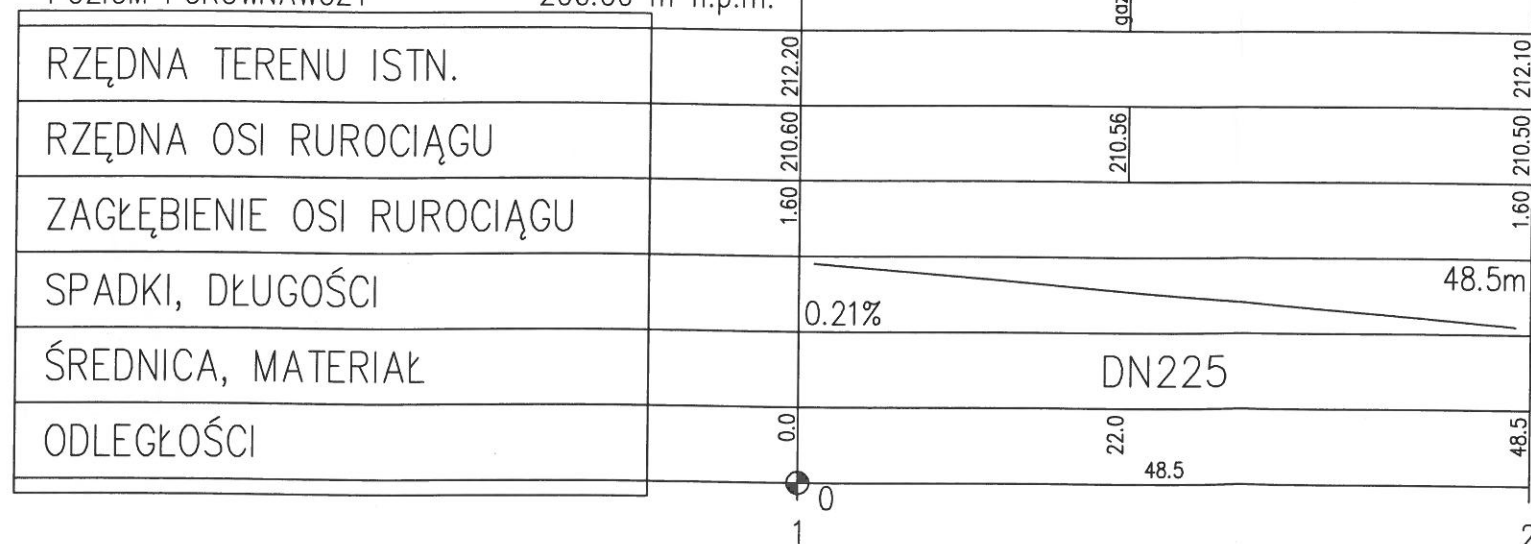 gaz
RZĘDNA TERENU ISTN. 212.20 212.10
RZĘDNA OSI RUROCIĄGU 210.60 210.56 210.50
ZAGŁĘBIENIE OSI RUROCIĄGU 1.60 1.60
SPADKI, DŁUGOŚCI 0.21% 48.5m
ŚREDNICA, MATERIAŁ DN225
ODLEGŁOŚCI 0.0 22.0 48.5
48.5
0
1 2